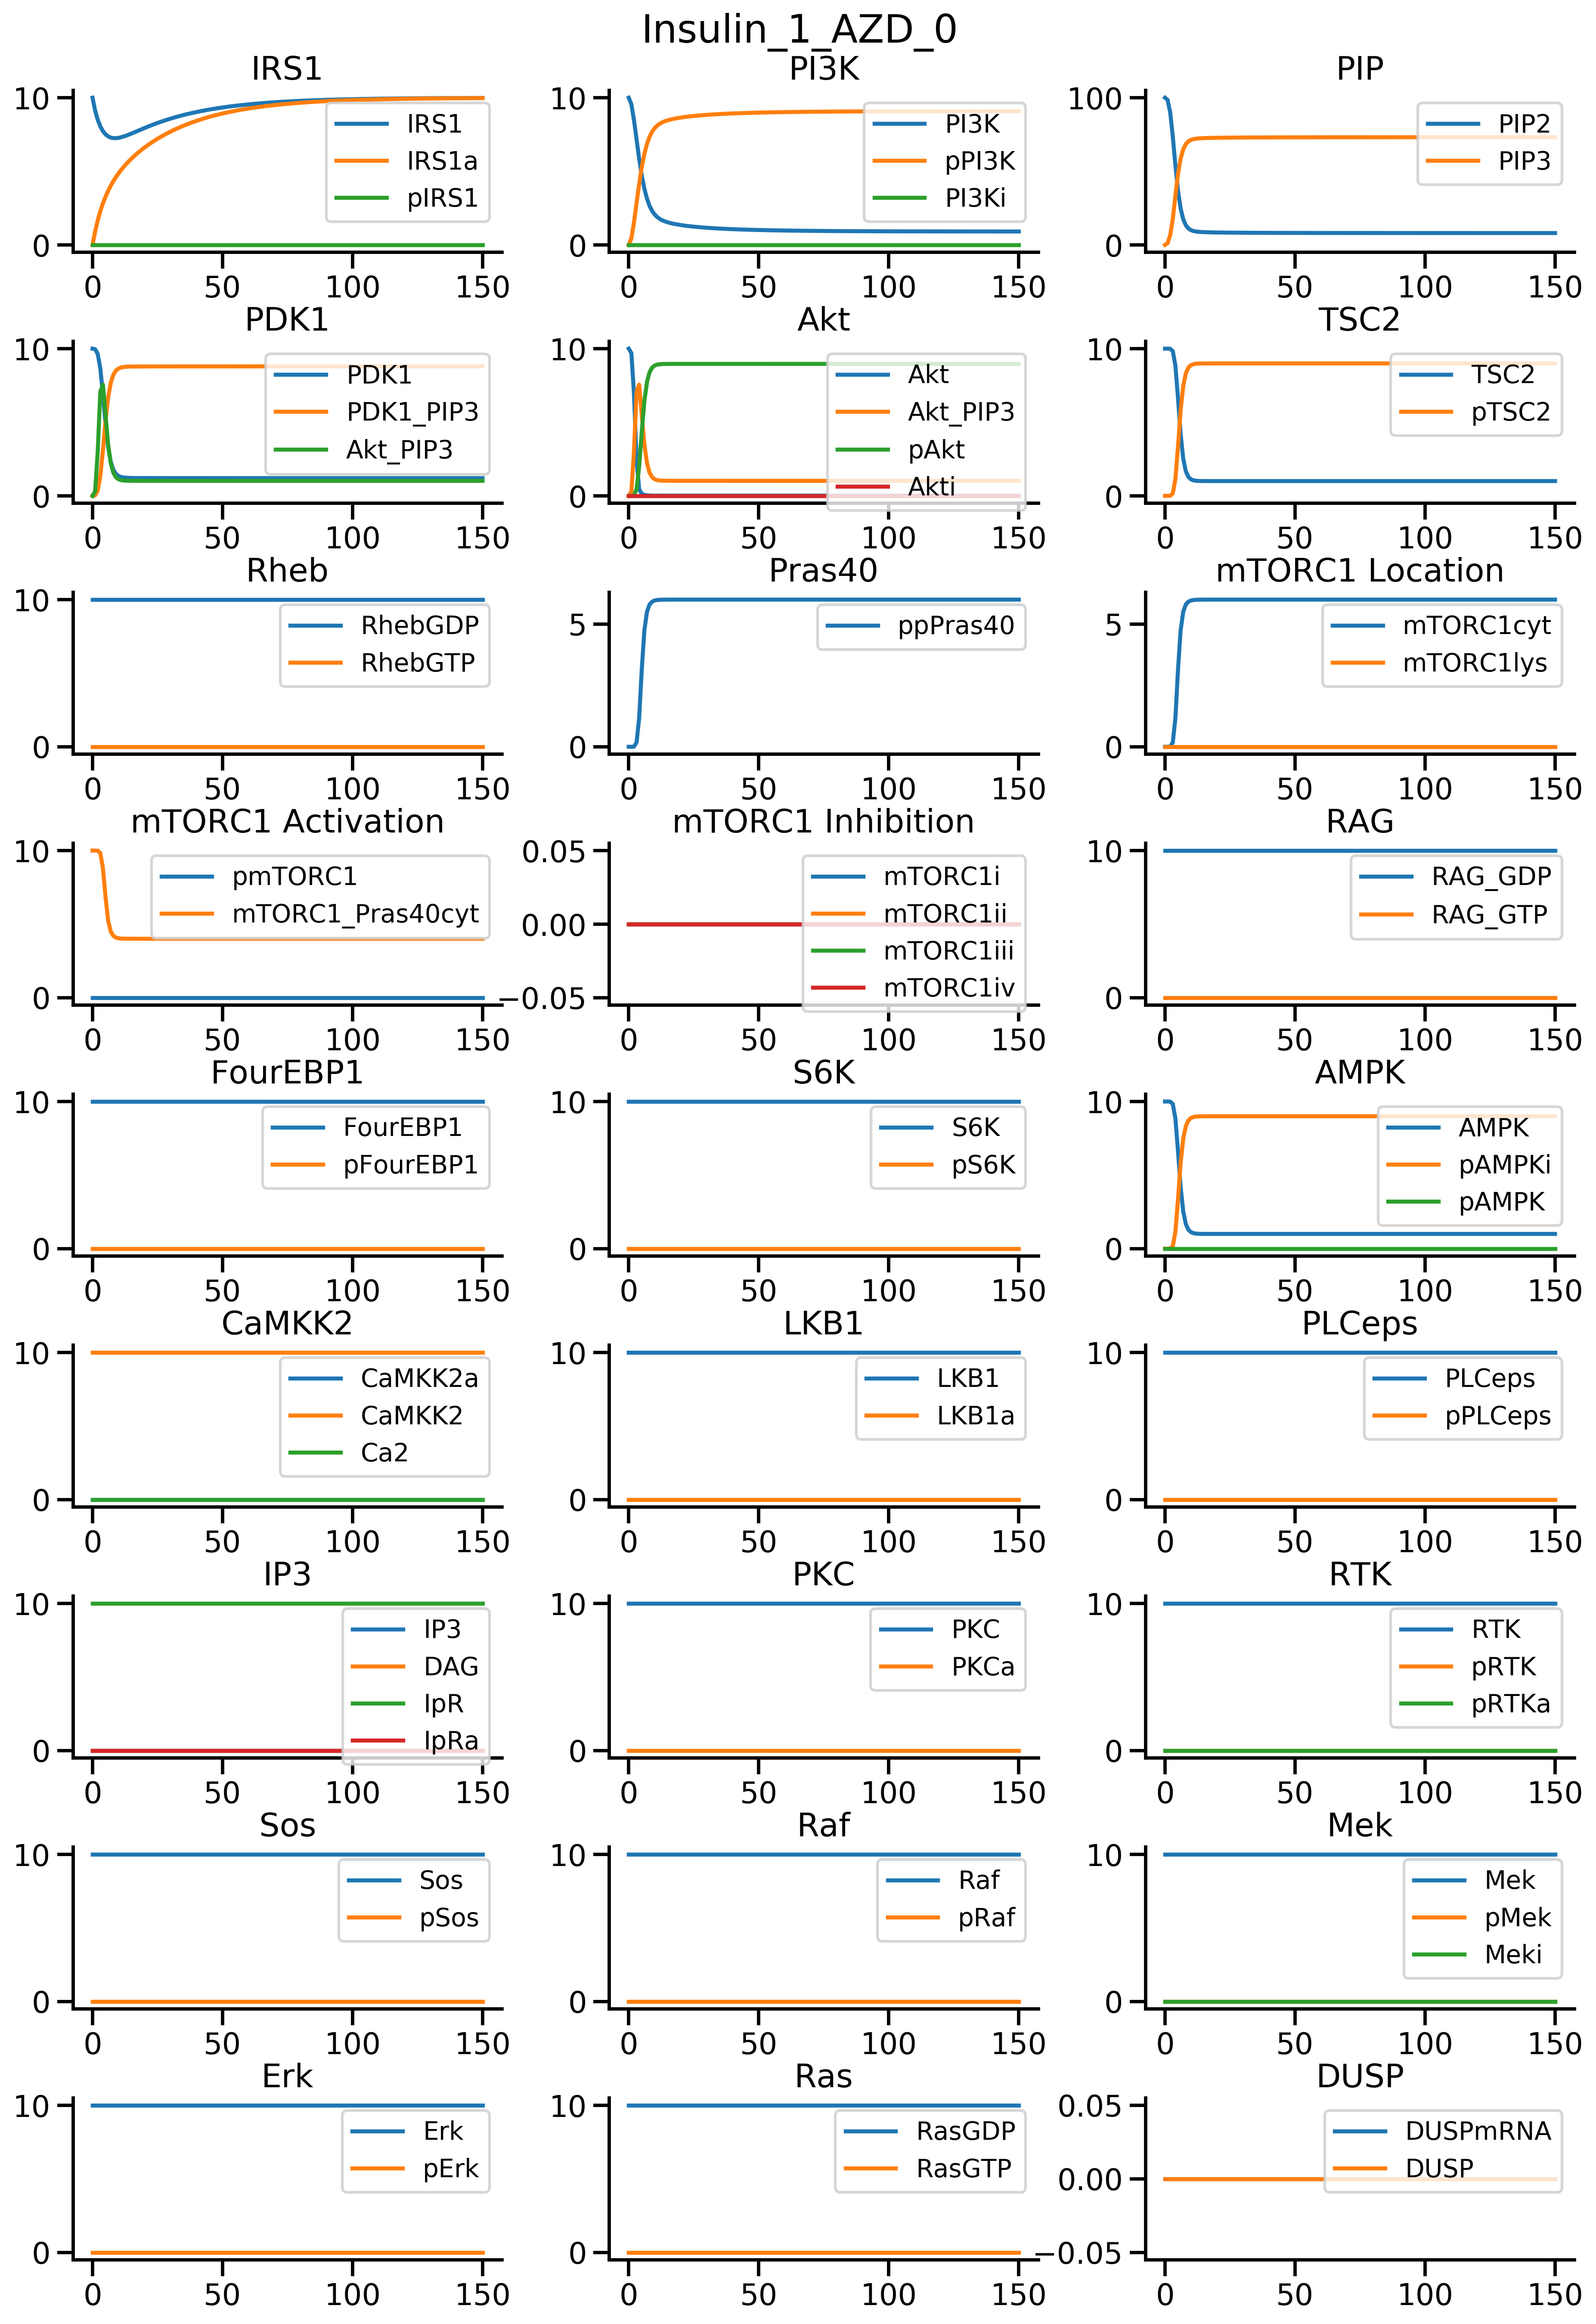 Insulin_1_AZD_0
IRS1
10
0
0 50 100 150
IRS1
IRS1a
pIRS1
PI3K
10
0
0 50 100 150
PI3K
pPI3K
PI3Ki
PIP
100
0
0 50 100 150
PIP2
PIP3
PDK1
10
0
0 50 100 150
PDK1
PDK1_PIP3
Akt_PIP3
Akt
10
0
0 50 100 150
Akt
Akt_PIP3
pAkt
Akti
TSC2
10
0
0 50 100 150
TSC2
pTSC2
Rheb
10
0
0 50 100 150
RhebGDP
RhebGTP
Pras40
5
0
0 50 100 150
ppPras40
mTORC1 Location
5
0
0 50 100 150
mTORC1cyt
mTORC1lys
mTORC1 Activation
10
0
0 50 100 150
pmTORC1
mTORC1_Pras40cyt
mTORC1 Inhibition
0.05
0.00
−0.05
0 50 100 150
mTORC1i
mTORC1ii
mTORC1iii
mTORC1iv
RAG
10
0
0 50 100 150
RAG_GDP
RAG_GTP
FourEBP1
10
0
0 50 100 150
FourEBP1
pFourEBP1
S6K
10
0
0 50 100 150
S6K
pS6K
AMPK
10
0
0 50 100 150
AMPK
pAMPKi
pAMPK
CaMKK2
10
0
0 50 100 150
CaMKK2a
CaMKK2
Ca2
LKB1
10
0
0 50 100 150
LKB1
LKB1a
PLCeps
10
0
0 50 100 150
PLCeps
pPLCeps
IP3
10
0
0 50 100 150
IP3
DAG
IpR
IpRa
PKC
10
0
0 50 100 150
PKC
PKCa
RTK
10
0
0 50 100 150
RTK
pRTK
pRTKa
Sos
10
0
0 50 100 150
Sos
pSos
Raf
10
0
0 50 100 150
Raf
pRaf
Mek
10
0
0 50 100 150
Mek
pMek
Meki
Erk
10
0
0 50 100 150
Erk
pErk
Ras
10
0
0 50 100 150
RasGDP
RasGTP
DUSP
0.05
0.00
−0.05
0 50 100 150
DUSPmRNA
DUSP